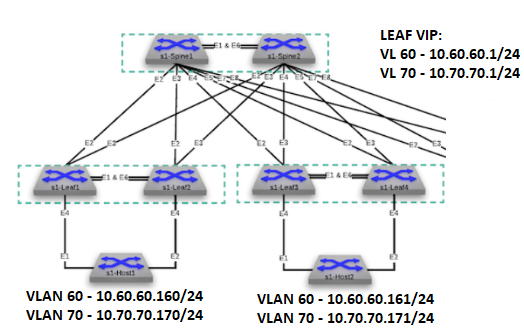 LEAF VIP:
VL 60 - 10.60.60.1/24
VL 70 - 10.70.70.1/24
E1 & E6
s1-Spine1
s1-Spine2
E2
E3
E4
E5
E2
E3
E4
E5
E7
E8
E2
E3
E2
E3
E2
E3
E2
E3
E2
E3
E1 & E6
E1 & E6
s1-Leaf1
s1-Leaf2
s1-Leaf3
s1-Leaf4
E4
E4
E4
E4
E1
E2
E1
E2
s1-Host1
s1-Host2
VLAN 60 - 10.60.60.160/24
VLAN 70 - 10.70.70.170/24
VLAN 60 - 10.60.60.161/24
VLAN 70 - 10.70.70.171/24